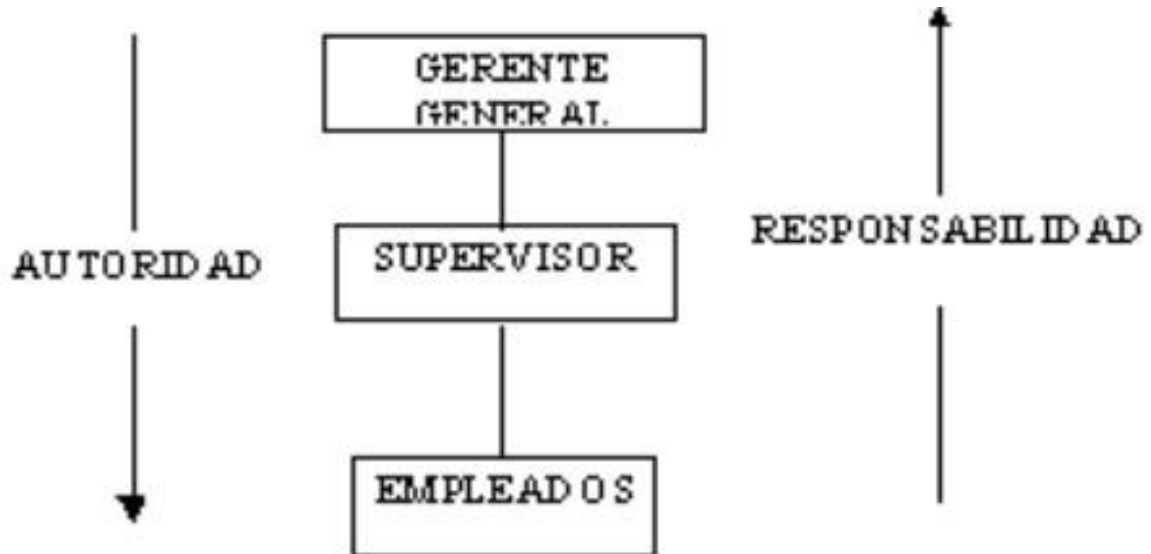 GERENTE
GENERAL
AUTORIDAD
SUPERVISOR
RESPONSABILIDAD
EMPLEADOS